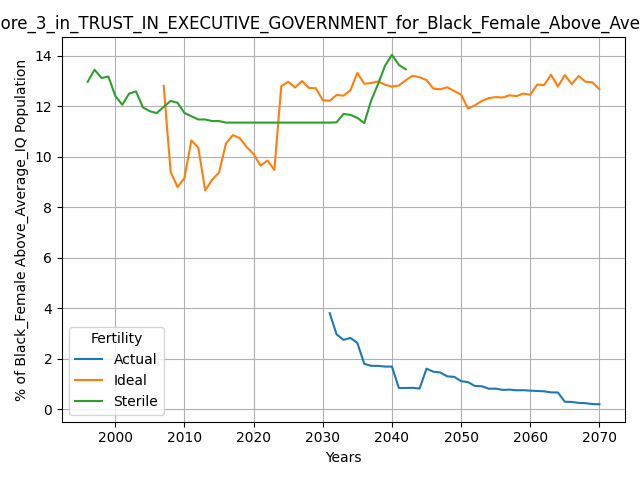 ore_3_in_TRUST_IN_EXECUTIVE_GOVERNMENT_for_Black_Female_Above_Ave
% of Black_Female Above_Average_IQ Population
14
12
10
8
6
4
2
0
Fertility
Actual
Ideal
Sterile
2000 2010 2020 2030 2040 2050 2060 2070
Years